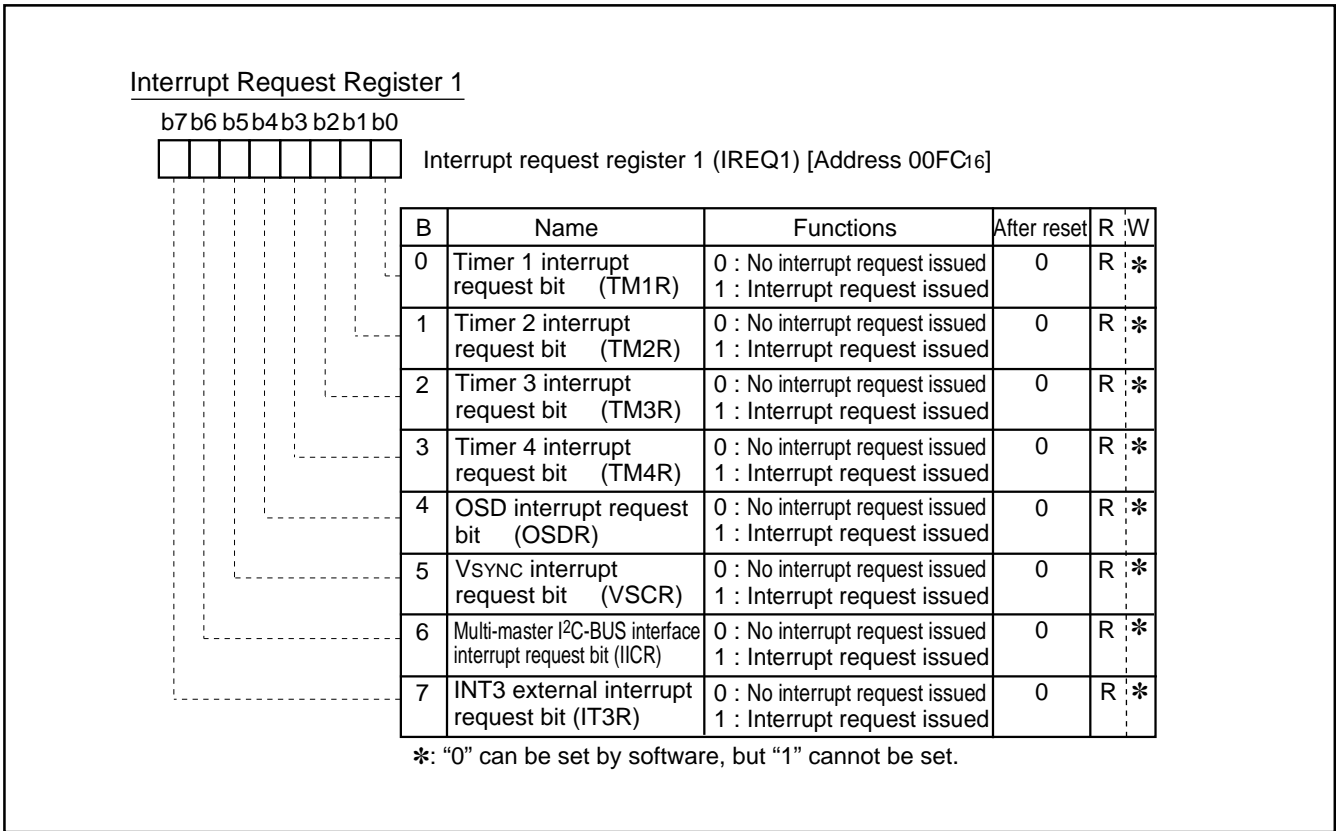 Interrupt Request Register 1
b7 b6 b5 b4 b3 b2 b1 b0
Interrupt request register 1 (IREQ1) [Address 00FC16]
B Name Functions After reset R W
0 Timer 1 interrupt request bit (TM1R) 0 : No interrupt request issued 1 : Interrupt request issued 0 R ✻
1 Timer 2 interrupt request bit (TM2R) 0 : No interrupt request issued 1 : Interrupt request issued 0 R ✻
2 Timer 3 interrupt request bit (TM3R) 0 : No interrupt request issued 1 : Interrupt request issued 0 R ✻
3 Timer 4 interrupt request bit (TM4R) 0 : No interrupt request issued 1 : Interrupt request issued 0 R ✻
4 OSD interrupt request bit (OSDR) 0 : No interrupt request issued 1 : Interrupt request issued 0 R ✻
5 VSYNC interrupt request bit (VSCR) 0 : No interrupt request issued 1 : Interrupt request issued 0 R ✻
6 Multi-master I2C-BUS interface interrupt request bit (IICR) 0 : No interrupt request issued 1 : Interrupt request issued 0 R ✻
7 INT3 external interrupt request bit (IT3R) 0 : No interrupt request issued 1 : Interrupt request issued 0 R ✻
✻: “0” can be set by software, but “1” cannot be set.